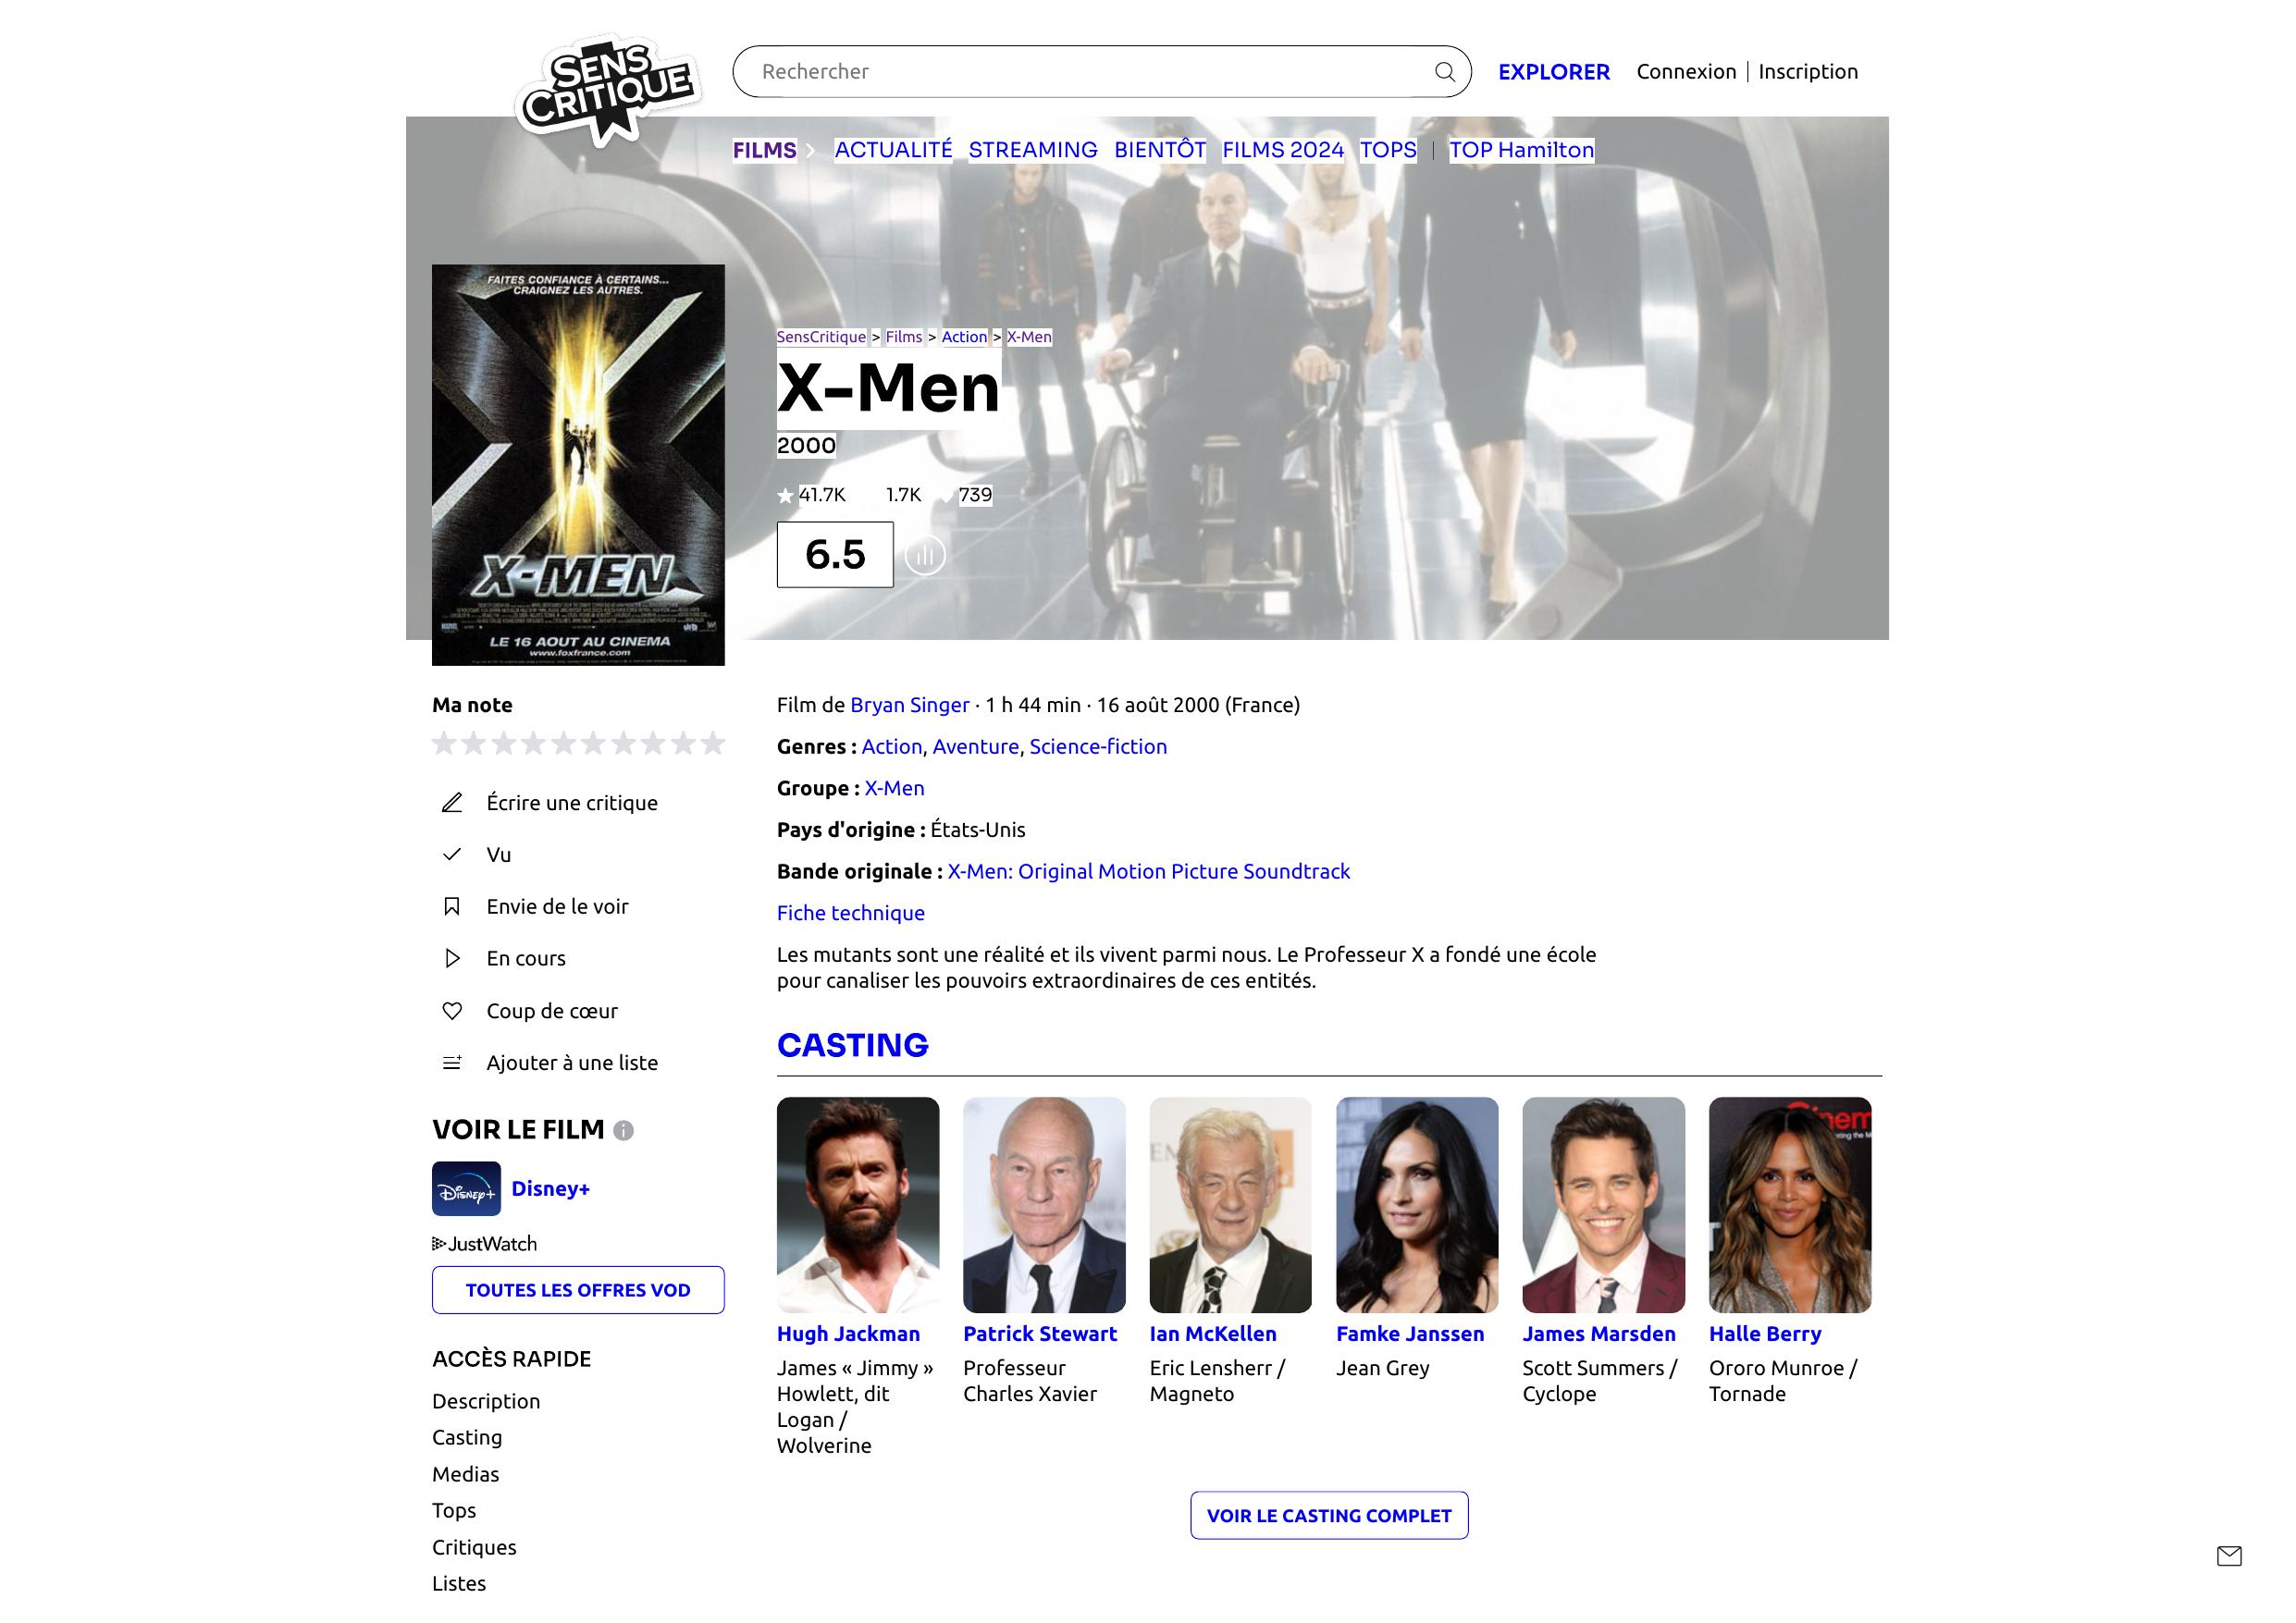 SENS
CRITIQUE
Rechercher
EXPLORER
Connexion | Inscription
FILMS
ACTUALITÉ STREAMING BIENTÔT FILMS 2024 TOPS | TOP Hamilton
FAITES CONFIANCE À CERTAINS...
CRAIGNEZ LES AUTRES.
X-MEN
LE 16 AOUT AU CINEMA
www.foxfrance.com
SensCritique > Films > Action > X-Men
X-Men
2000
41.7K 1.7K 739
6.5
Ma note
Écrire une critique
Vu
Envie de le voir
En cours
Coup de cœur
Ajouter à une liste
VOIR LE FILM
Disney+
Disney+
JustWatch
TOUTES LES OFFRES VOD
ACCÈS RAPIDE
Description
Casting
Medias
Tops
Critiques
Listes
Film de Bryan Singer · 1 h 44 min · 16 août 2000 (France)
Genres : Action, Aventure, Science-fiction
Groupe : X-Men
Pays d'origine : États-Unis
Bande originale : X-Men: Original Motion Picture Soundtrack
Fiche technique
Les mutants sont une réalité et ils vivent parmi nous. Le Professeur X a fondé une école
pour canaliser les pouvoirs extraordinaires de ces entités.
CASTING
Hugh Jackman
James « Jimmy »
Howlett, dit
Logan /
Wolverine
Patrick Stewart
Professeur
Charles Xavier
Ian McKellen
Eric Lensherr /
Magneto
Famke Janssen
Jean Grey
James Marsden
Scott Summers /
Cyclope
Halle Berry
Ororo Munroe /
Tornade
VOIR LE CASTING COMPLET